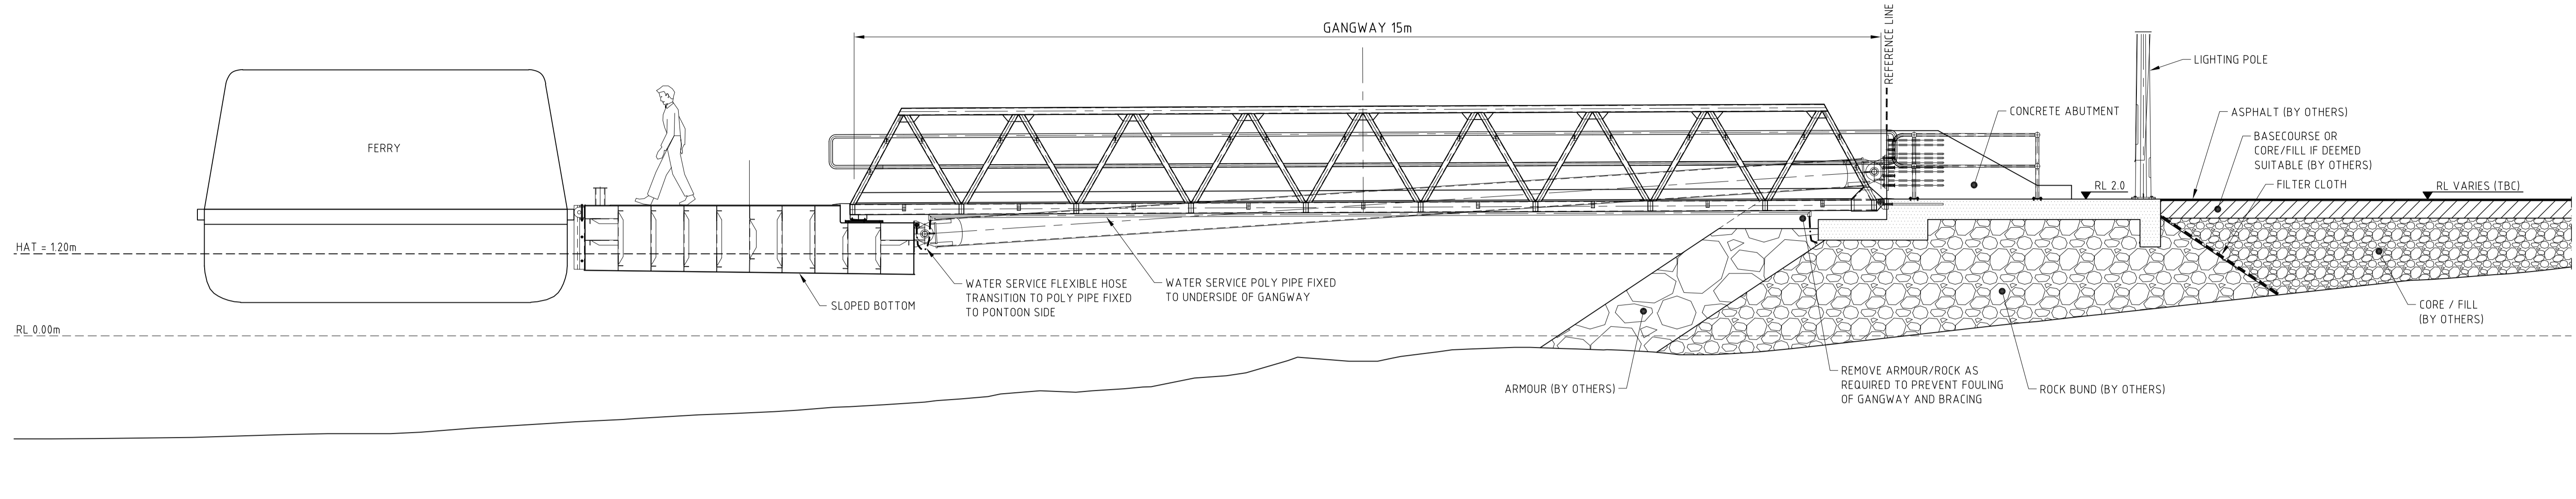 GANGWAY 15m
REFERENCE LINE
LIGHTING POLE
FERRY
CONCRETE ABUTMENT
ASPHALT (BY OTHERS)
BASECOURSE OR
CORE/FILL IF DEEMED
SUITABLE (BY OTHERS)
FILTER CLOTH
RL 2.0
RL VARIES (TBC)
HAT = 1.20m
WATER SERVICE FLEXIBLE HOSE
TRANSITION TO POLY PIPE FIXED
TO PONTOON SIDE
WATER SERVICE POLY PIPE FIXED
TO UNDERSIDE OF GANGWAY
SLOPED BOTTOM
CORE / FILL
(BY OTHERS)
RL 0.00m
ARMOUR (BY OTHERS)
REMOVE ARMOUR/ROCK AS
REQUIRED TO PREVENT FOULING
OF GANGWAY AND BRACING
ROCK BUND (BY OTHERS)